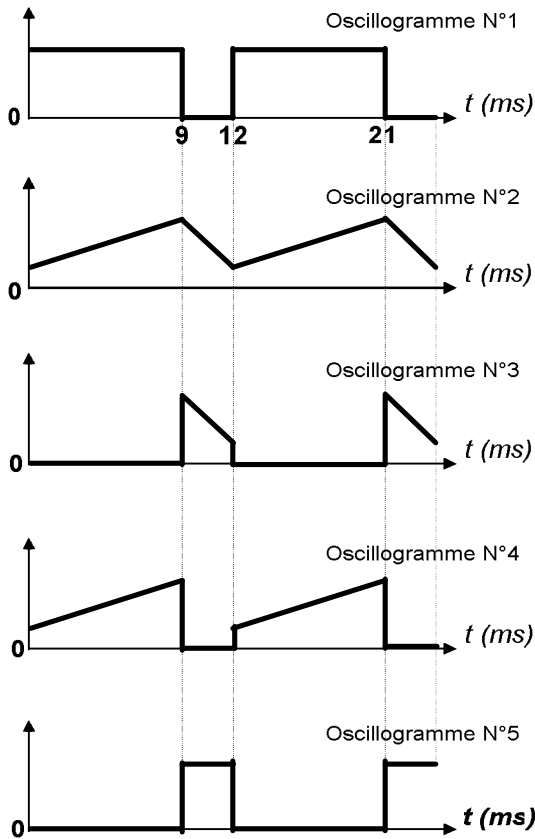 Oscillogramme N°1
t (ms)
0
9 12 21
Oscillogramme N°2
t (ms)
0
Oscillogramme N°3
t (ms)
0
Oscillogramme N°4
t (ms)
0
Oscillogramme N°5
t (ms)
0